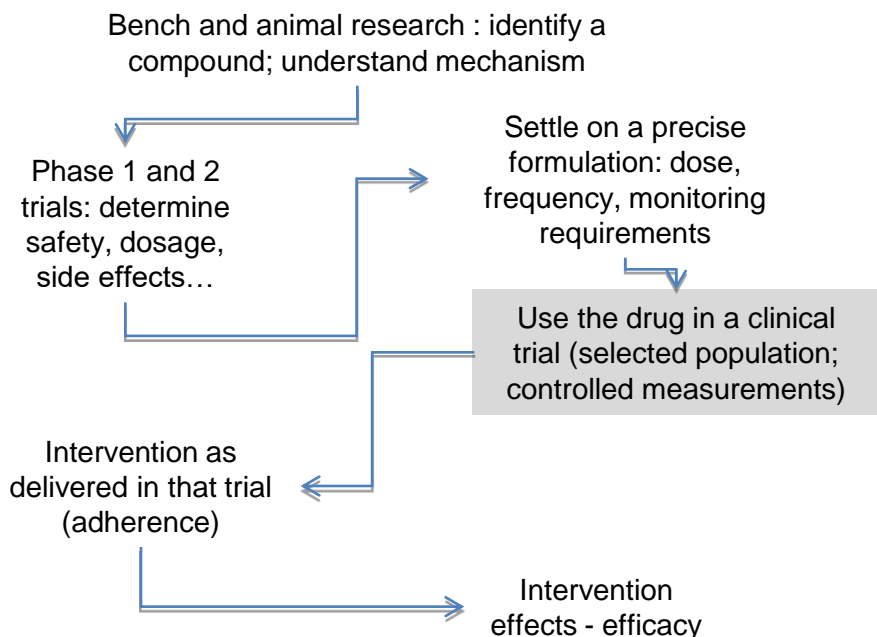 Bench and animal research : identify a
compound; understand mechanism
Phase 1 and 2
trials: determine
safety, dosage,
side effects…
Settle on a precise
formulation: dose,
frequency, monitoring
requirements
Use the drug in a clinical
trial (selected population;
controlled measurements)
Intervention as
delivered in that trial
(adherence)
Intervention
effects - efficacy